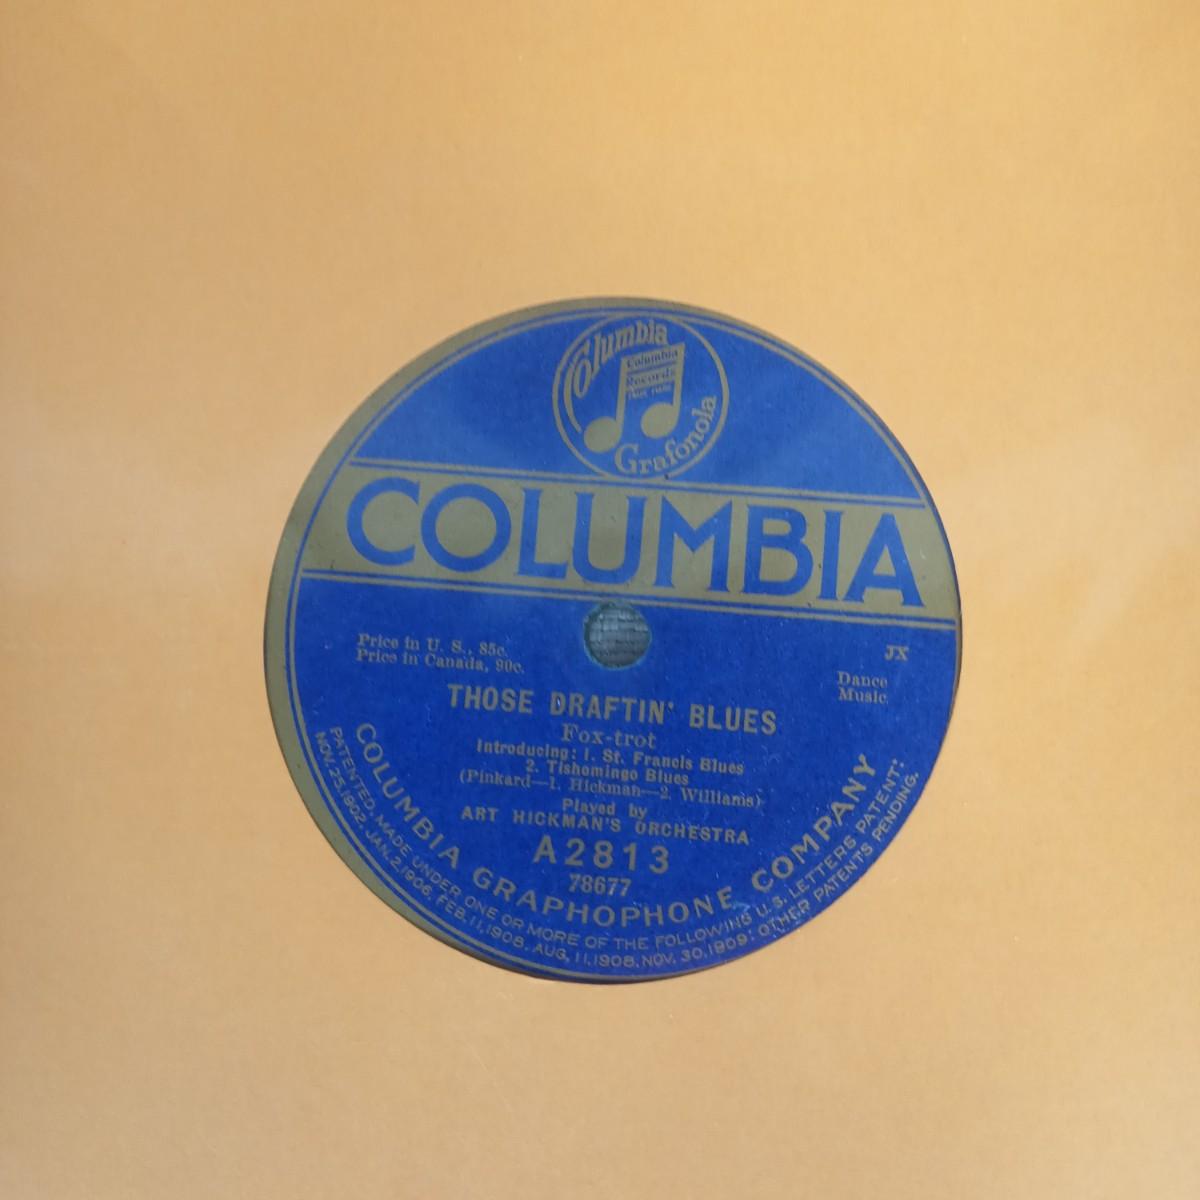 Columbia
Columbia
Records
Grafonola
COLUMBIA
Price in U. S., 85c.
Price in Canada, 90c.
JX
Dance
Music
THOSE DRAFTIN' BLUES
Fox-trot
Introducing: 1. St. Francis Blues
2. Tishomingo Blues
(Pinkard—1. Hickman—2. Williams)
Played by
ART HICKMAN'S ORCHESTRA
A2813
78677
COLUMBIA GRAPHOPHONE COMPANY
PATENTED. MADE UNDER ONE OR MORE OF THE FOLLOWING U.S. LETTERS PATENT:
NOV. 25, 1902. JAN. 2, 1906. FEB. 11, 1908. AUG. 11, 1908. NOV. 30, 1909: OTHER PATENTS PENDING.